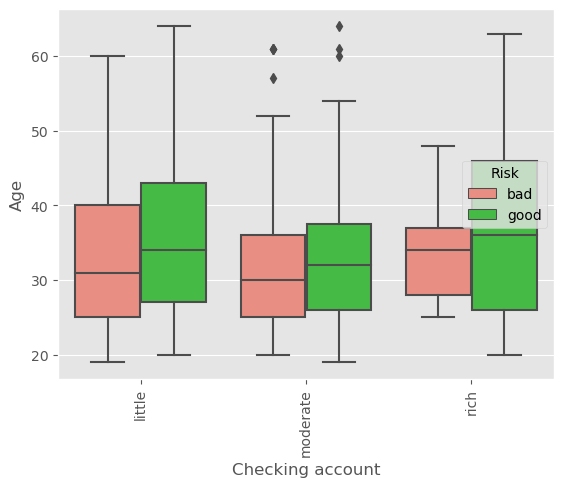 60
50
40
30
20
Age
Risk
bad
good
little
moderate
rich
Checking account